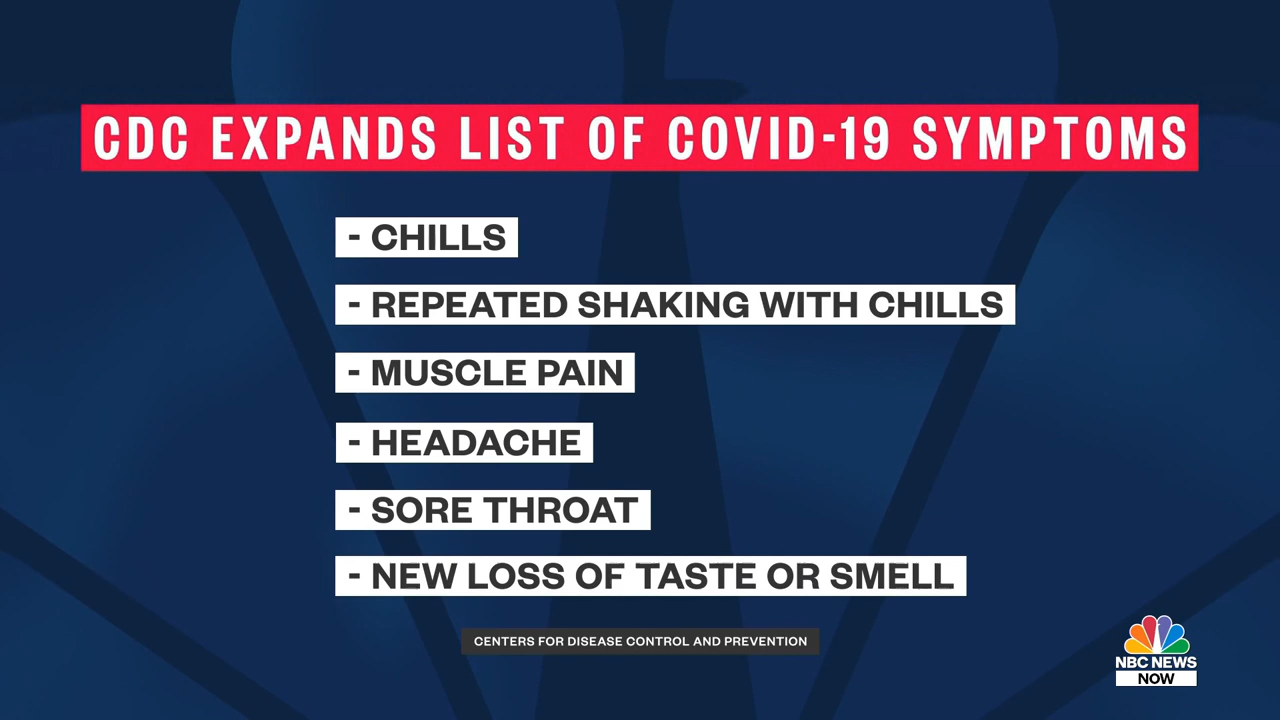 CDC EXPANDS LIST OF COVID-19 SYMPTOMS
- CHILLS
- REPEATED SHAKING WITH CHILLS
- MUSCLE PAIN
- HEADACHE
- SORE THROAT
- NEW LOSS OF TASTE OR SMELL
CENTERS FOR DISEASE CONTROL AND PREVENTION
NBC NEWS
NOW